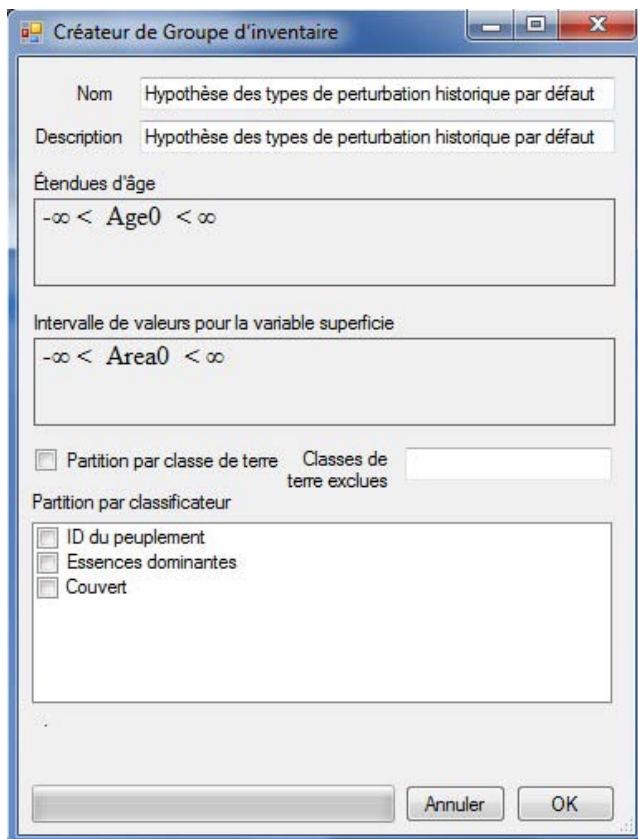 Créateur de Groupe d'inventaire
Nom
Hypothèse des types de perturbation historique par défaut
Description
Hypothèse des types de perturbation historique par défaut
Étendues d'âge
-∞ < Age0 < ∞
Intervalle de valeurs pour la variable superficie
-∞ < Area0 < ∞
Partition par classe de terre
Classes de
terre exclues
Partition par classificateur
ID du peuplement
Essences dominantes
Couvert
.
Annuler
OK